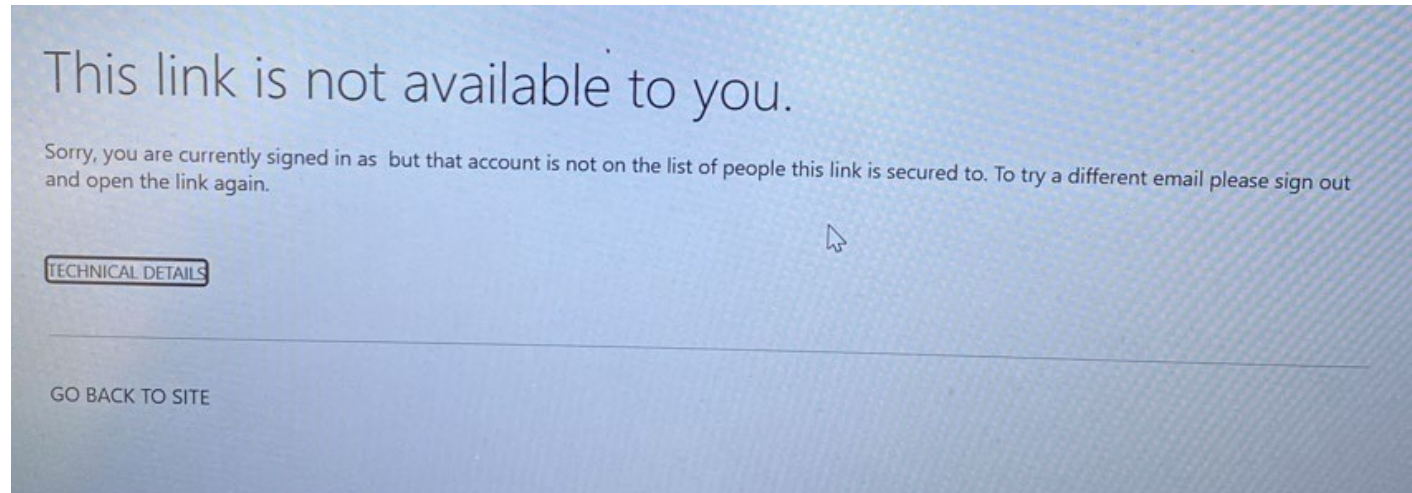 This link is not available to you.
Sorry, you are currently signed in as  but that account is not on the list of people this link is secured to. To try a different email please sign out
and open the link again.
TECHNICAL DETAILS
GO BACK TO SITE